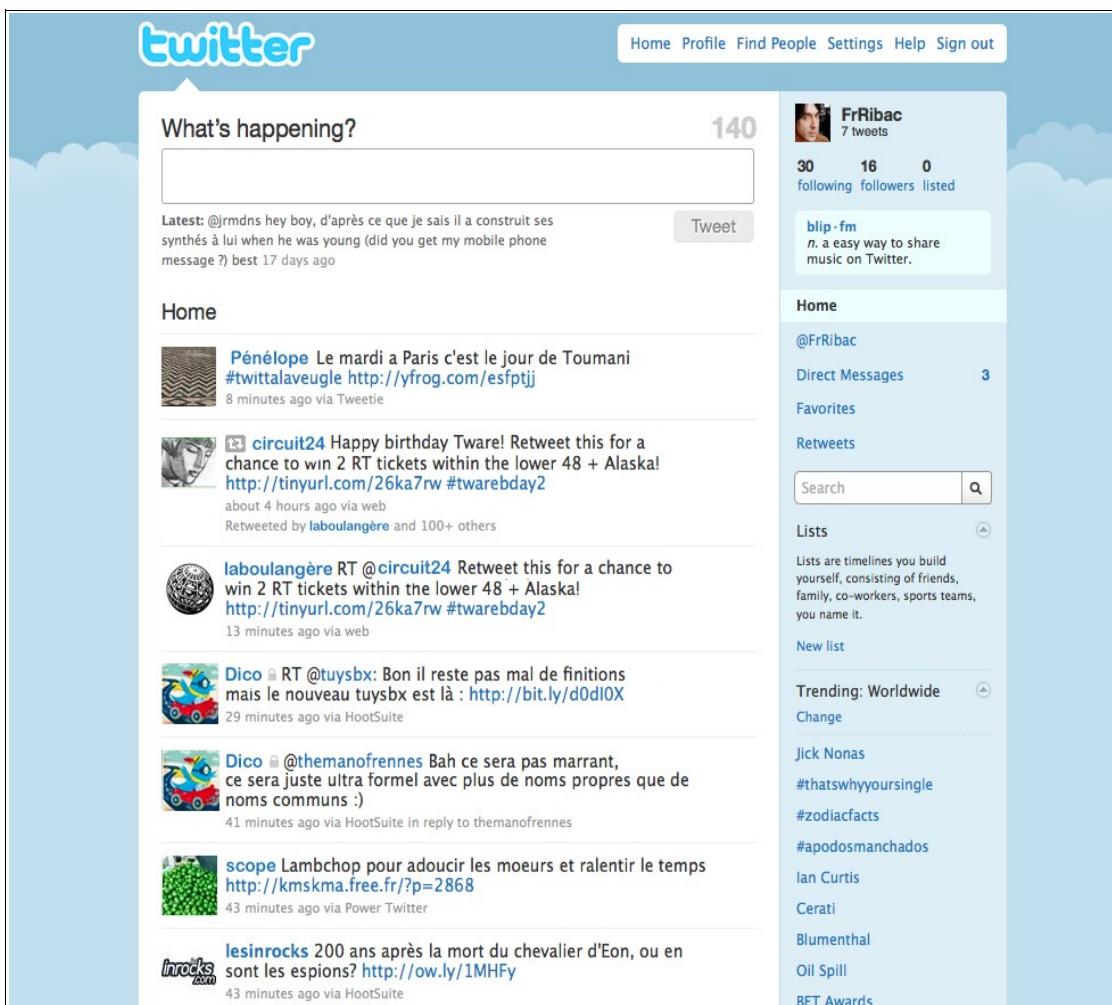 twitter
Home Profile Find People Settings Help Sign out
What's happening? 140
Latest: @jrmdns hey boy, d'après ce que je sais il a construit ses
synthés à lui when he was young (did you get my mobile phone
message ?) best 17 days ago
Tweet
Home
Pénélope Le mardi a Paris c'est le jour de Toumani
#twittalaveugle http://yfrog.com/esfptjj
8 minutes ago via Tweetie
circuit24 Happy birthday Tware! Retweet this for a
chance to win 2 RT tickets within the lower 48 + Alaska!
http://tinyurl.com/26ka7rw #twarebday2
about 4 hours ago via web
Retweeted by laboulangère and 100+ others
laboulangère RT @circuit24 Retweet this for a chance to
win 2 RT tickets within the lower 48 + Alaska!
http://tinyurl.com/26ka7rw #twarebday2
13 minutes ago via web
Dico RT @tuysbx: Bon il reste pas mal de finitions
mais le nouveau tuysbx est là : http://bit.ly/d0dI0X
29 minutes ago via HootSuite
Dico @themanofrennes Bah ce sera pas marrant,
ce sera juste ultra formel avec plus de noms propres que de
noms communs :)
41 minutes ago via HootSuite in reply to themanofrennes
scope Lambchop pour adoucir les moeurs et ralentir le temps
http://kmskma.free.fr/?p=2868
43 minutes ago via Power Twitter
inrocks
.com
lesinrocks 200 ans après la mort du chevalier d'Eon, ou en
sont les espions? http://ow.ly/1MHFy
43 minutes ago via HootSuite
FrRibac
7 tweets
30 16 0
following followers listed
blip·fm
n. a easy way to share
music on Twitter.
Home
@FrRibac
Direct Messages 3
Favorites
Retweets
Search
Lists
Lists are timelines you build
yourself, consisting of friends,
family, co-workers, sports teams,
you name it.
New list
Trending: Worldwide
Change
Jick Nonas
#thatswhyyoursingle
#zodiacfacts
#apodosmanchados
Ian Curtis
Cerati
Blumenthal
Oil Spill
BET Awards